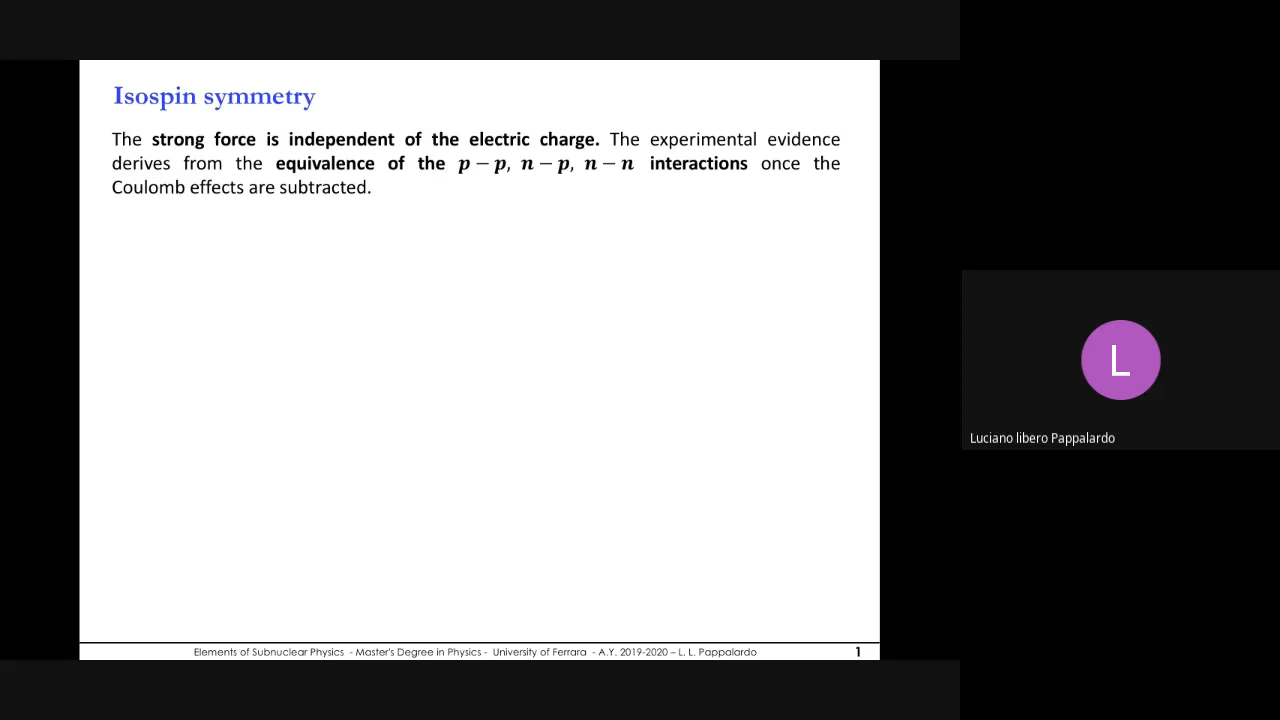 Isospin symmetry
The strong force is independent of the electric charge. The experimental evidence
derives from the equivalence of the p − p, n − p, n − n interactions once the
Coulomb effects are subtracted.
L
Luciano libero Pappalardo
Elements of Subnuclear Physics - Master's Degree in Physics - University of Ferrara - A.Y. 2019-2020 – L. L. Pappalardo 1